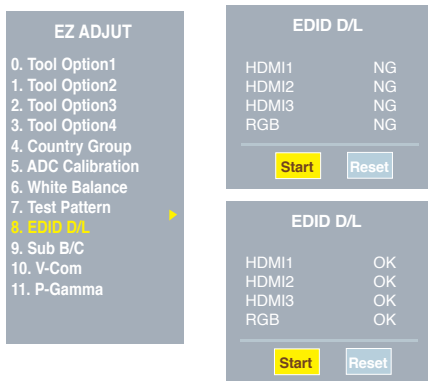 EZ ADJUT
0. Tool Option1
1. Tool Option2
2. Tool Option3
3. Tool Option4
4. Country Group
5. ADC Calibration
6. White Balance
7. Test Pattern
8. EDID D/L
9. Sub B/C
10. V-Com
11. P-Gamma
EDID D/L
HDMI1 NG
HDMI2 NG
HDMI3 NG
RGB NG
Start Reset
EDID D/L
HDMI1 OK
HDMI2 OK
HDMI3 OK
RGB OK
Start Reset